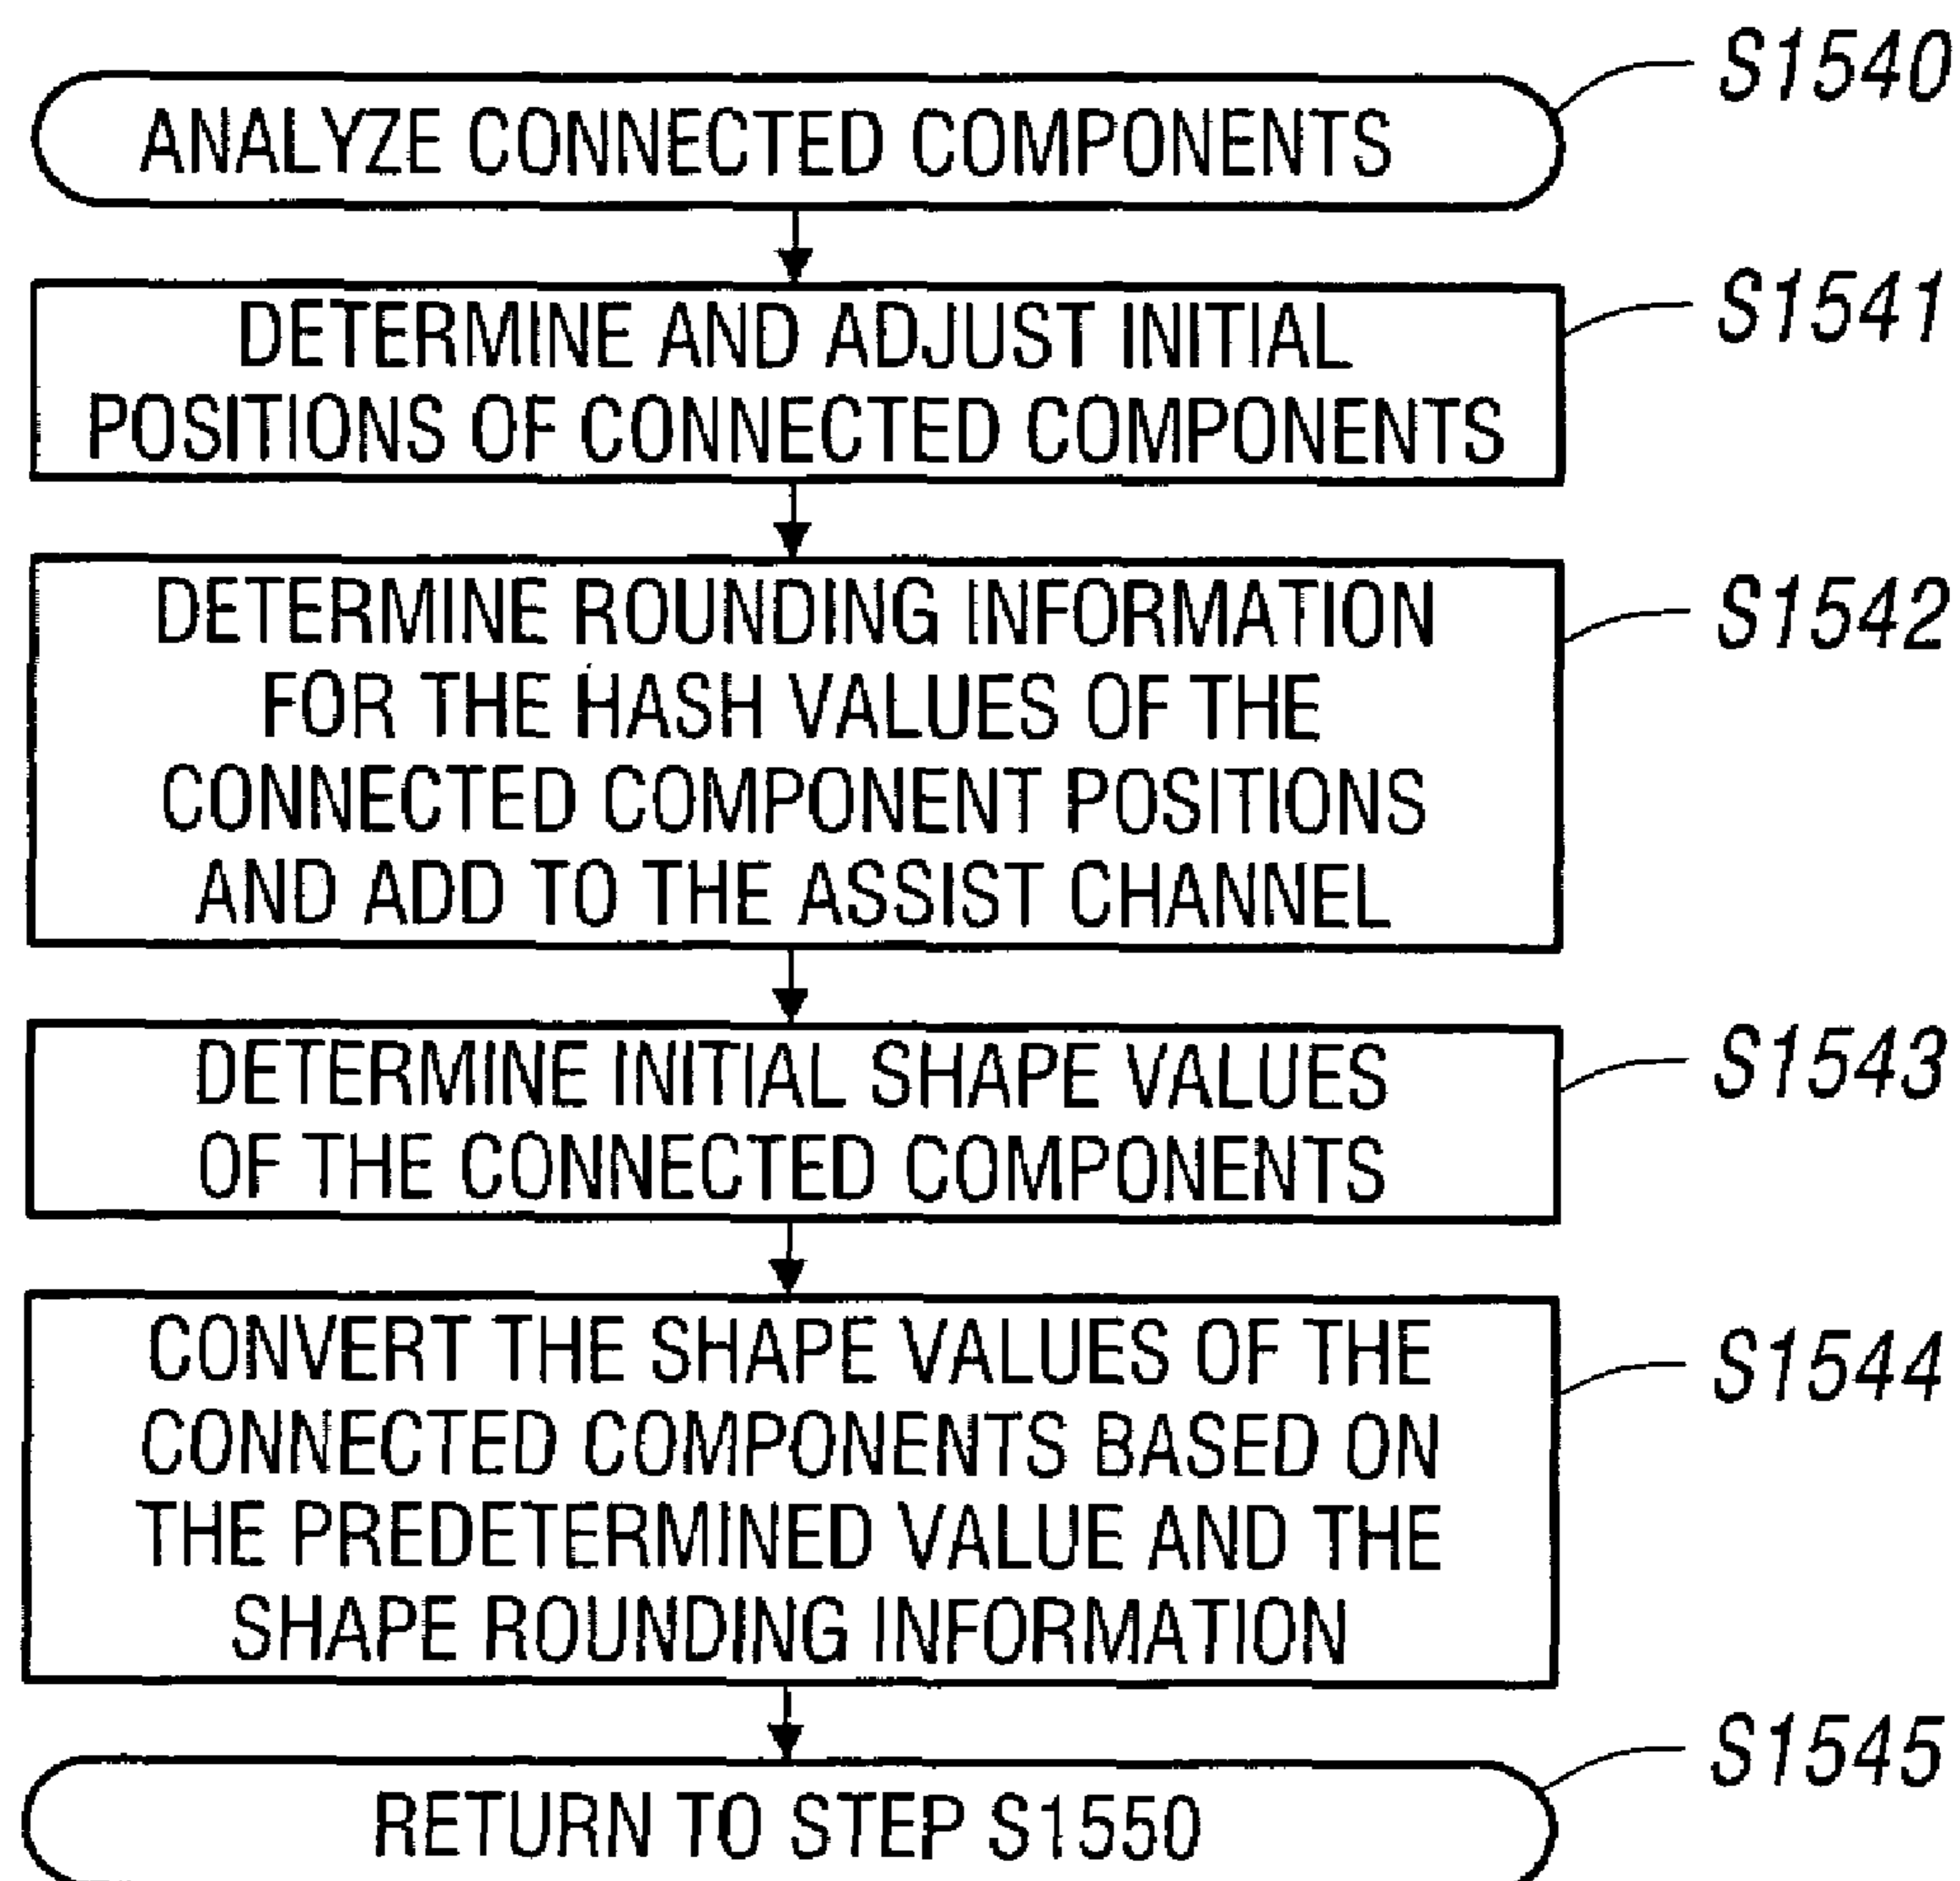 S1540
ANALYZE CONNECTED COMPONENTS
S1541
DETERMINE AND ADJUST INITIAL
POSITIONS OF CONNECTED COMPONENTS
S1542
DETERMINE ROUNDING INFORMATION
FOR THE HASH VALUES OF THE
CONNECTED COMPONENT POSITIONS
AND ADD TO THE ASSIST CHANNEL
S1543
DETERMINE INITIAL SHAPE VALUES
OF THE CONNECTED COMPONENTS
S1544
CONVERT THE SHAPE VALUES OF THE
CONNECTED COMPONENTS BASED ON
THE PREDETERMINED VALUE AND THE
SHAPE ROUNDING INFORMATION
S1545
RETURN TO STEP S1550